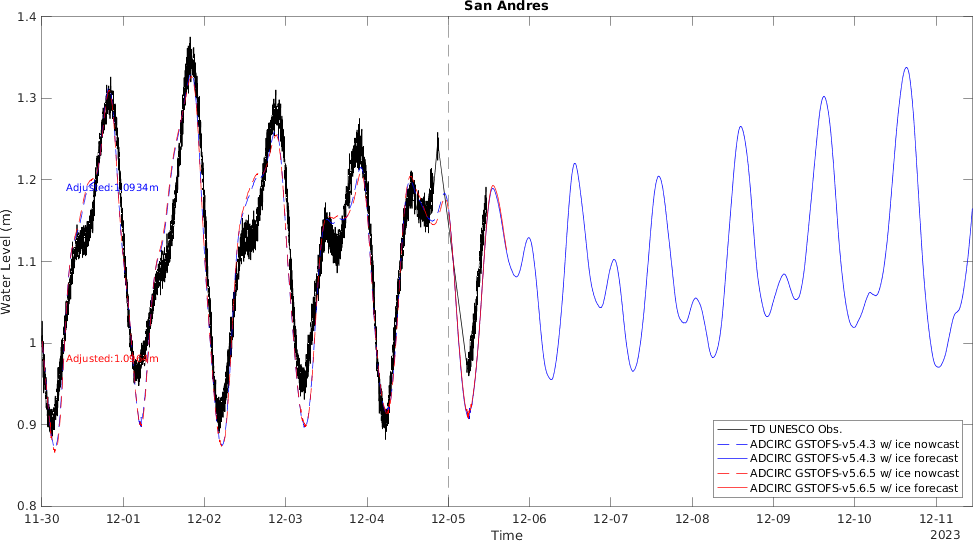 San Andres
1.4
1.3
1.2
1.1
1
0.9
0.8
Water Level (m)
Adjusted:1.0934m
TD UNESCO Obs.
ADCIRC GSTOFS-v5.4.3 w/ ice nowcast
ADCIRC GSTOFS-v5.4.3 w/ ice forecast
ADCIRC GSTOFS-v5.6.5 w/ ice nowcast
ADCIRC GSTOFS-v5.6.5 w/ ice forecast
11-30 12-01 12-02 12-03 12-04 12-05 12-06 12-07 12-08 12-09 12-10 12-11
Time
2023